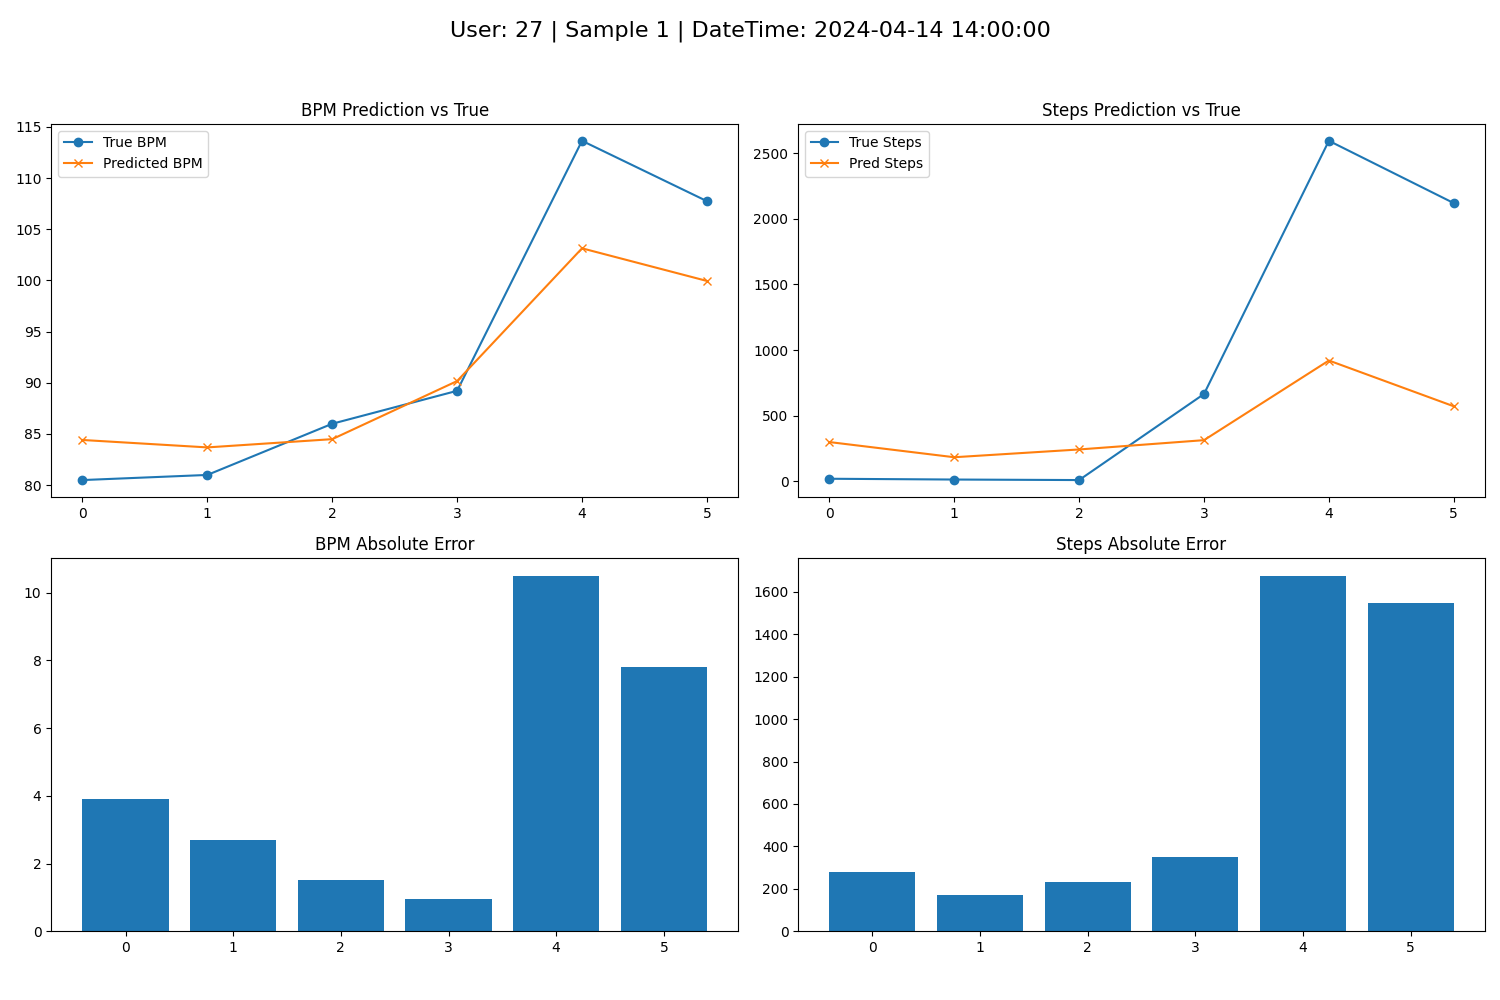 User: 27 | Sample 1 | DateTime: 2024-04-14 14:00:00
BPM Prediction vs True
True BPM
Predicted BPM
115
110
105
100
95
90
85
80
0 1 2 3 4 5
Steps Prediction vs True
True Steps
Pred Steps
2500
2000
1500
1000
500
0
0 1 2 3 4 5
BPM Absolute Error
10
8
6
4
2
0
0 1 2 3 4 5
Steps Absolute Error
1600
1400
1200
1000
800
600
400
200
0
0 1 2 3 4 5